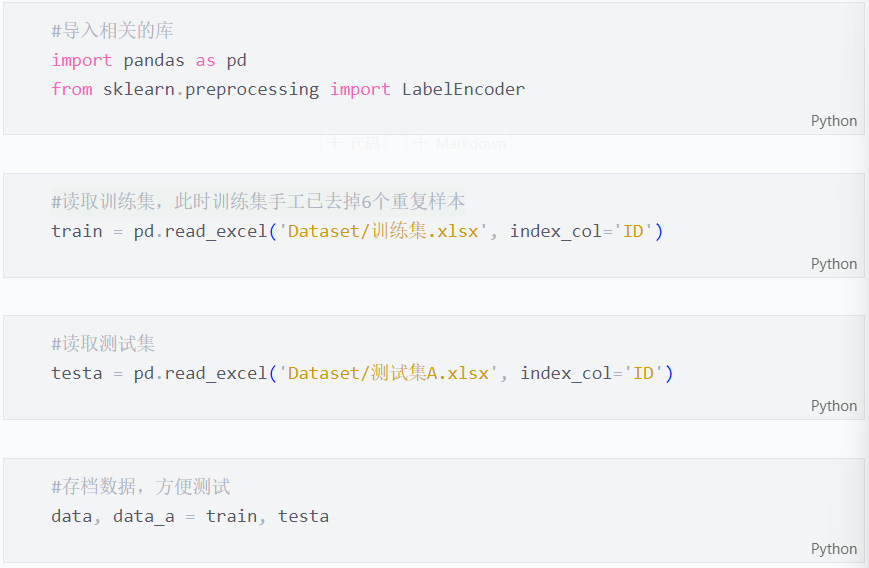 #导入相关的库
import pandas as pd
from sklearn.preprocessing import LabelEncoder
Python
+ 代码 + Markdown
#读取训练集，此时训练集手工已去掉6个重复样本
train = pd.read_excel('Dataset/训练集.xlsx', index_col='ID')
Python
#读取测试集
testa = pd.read_excel('Dataset/测试集A.xlsx', index_col='ID')
Python
#存档数据，方便测试
data, data_a = train, testa
Python